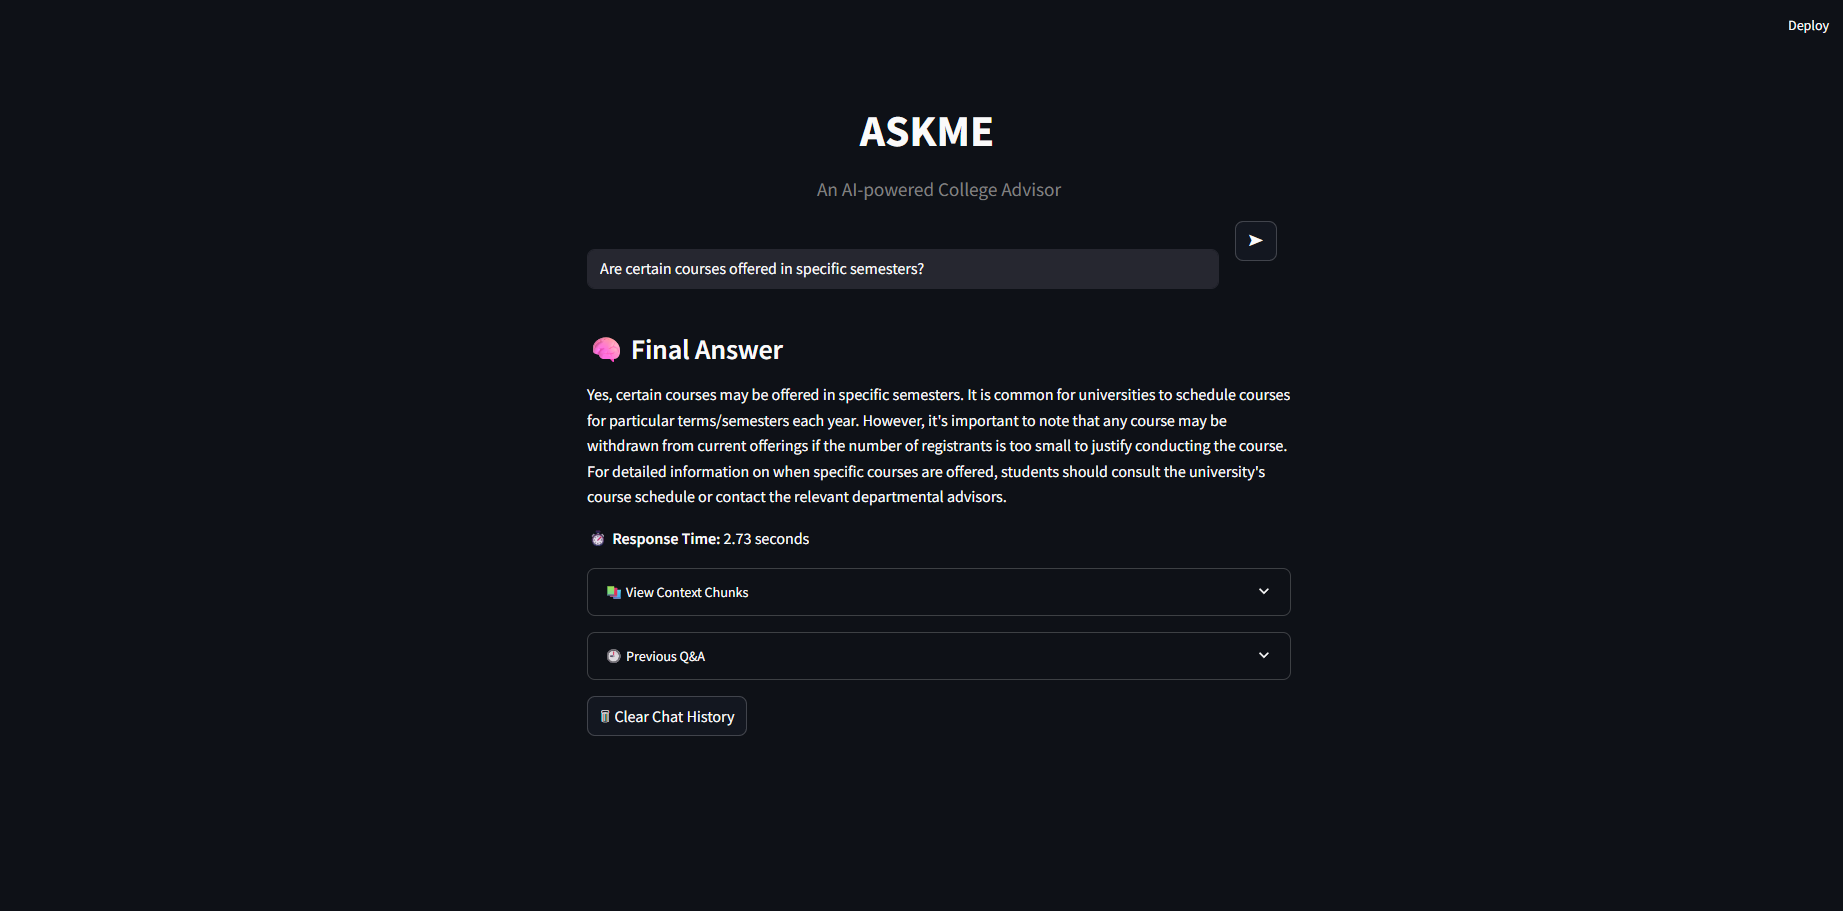 Deploy
ASKME
An AI-powered College Advisor
Are certain courses offered in specific semesters?
Final Answer
Yes, certain courses may be offered in specific semesters. It is common for universities to schedule courses
for particular terms/semesters each year. However, it's important to note that any course may be
withdrawn from current offerings if the number of registrants is too small to justify conducting the course.
For detailed information on when specific courses are offered, students should consult the university's
course schedule or contact the relevant departmental advisors.
Response Time: 2.73 seconds
View Context Chunks
Previous Q&A
Clear Chat History